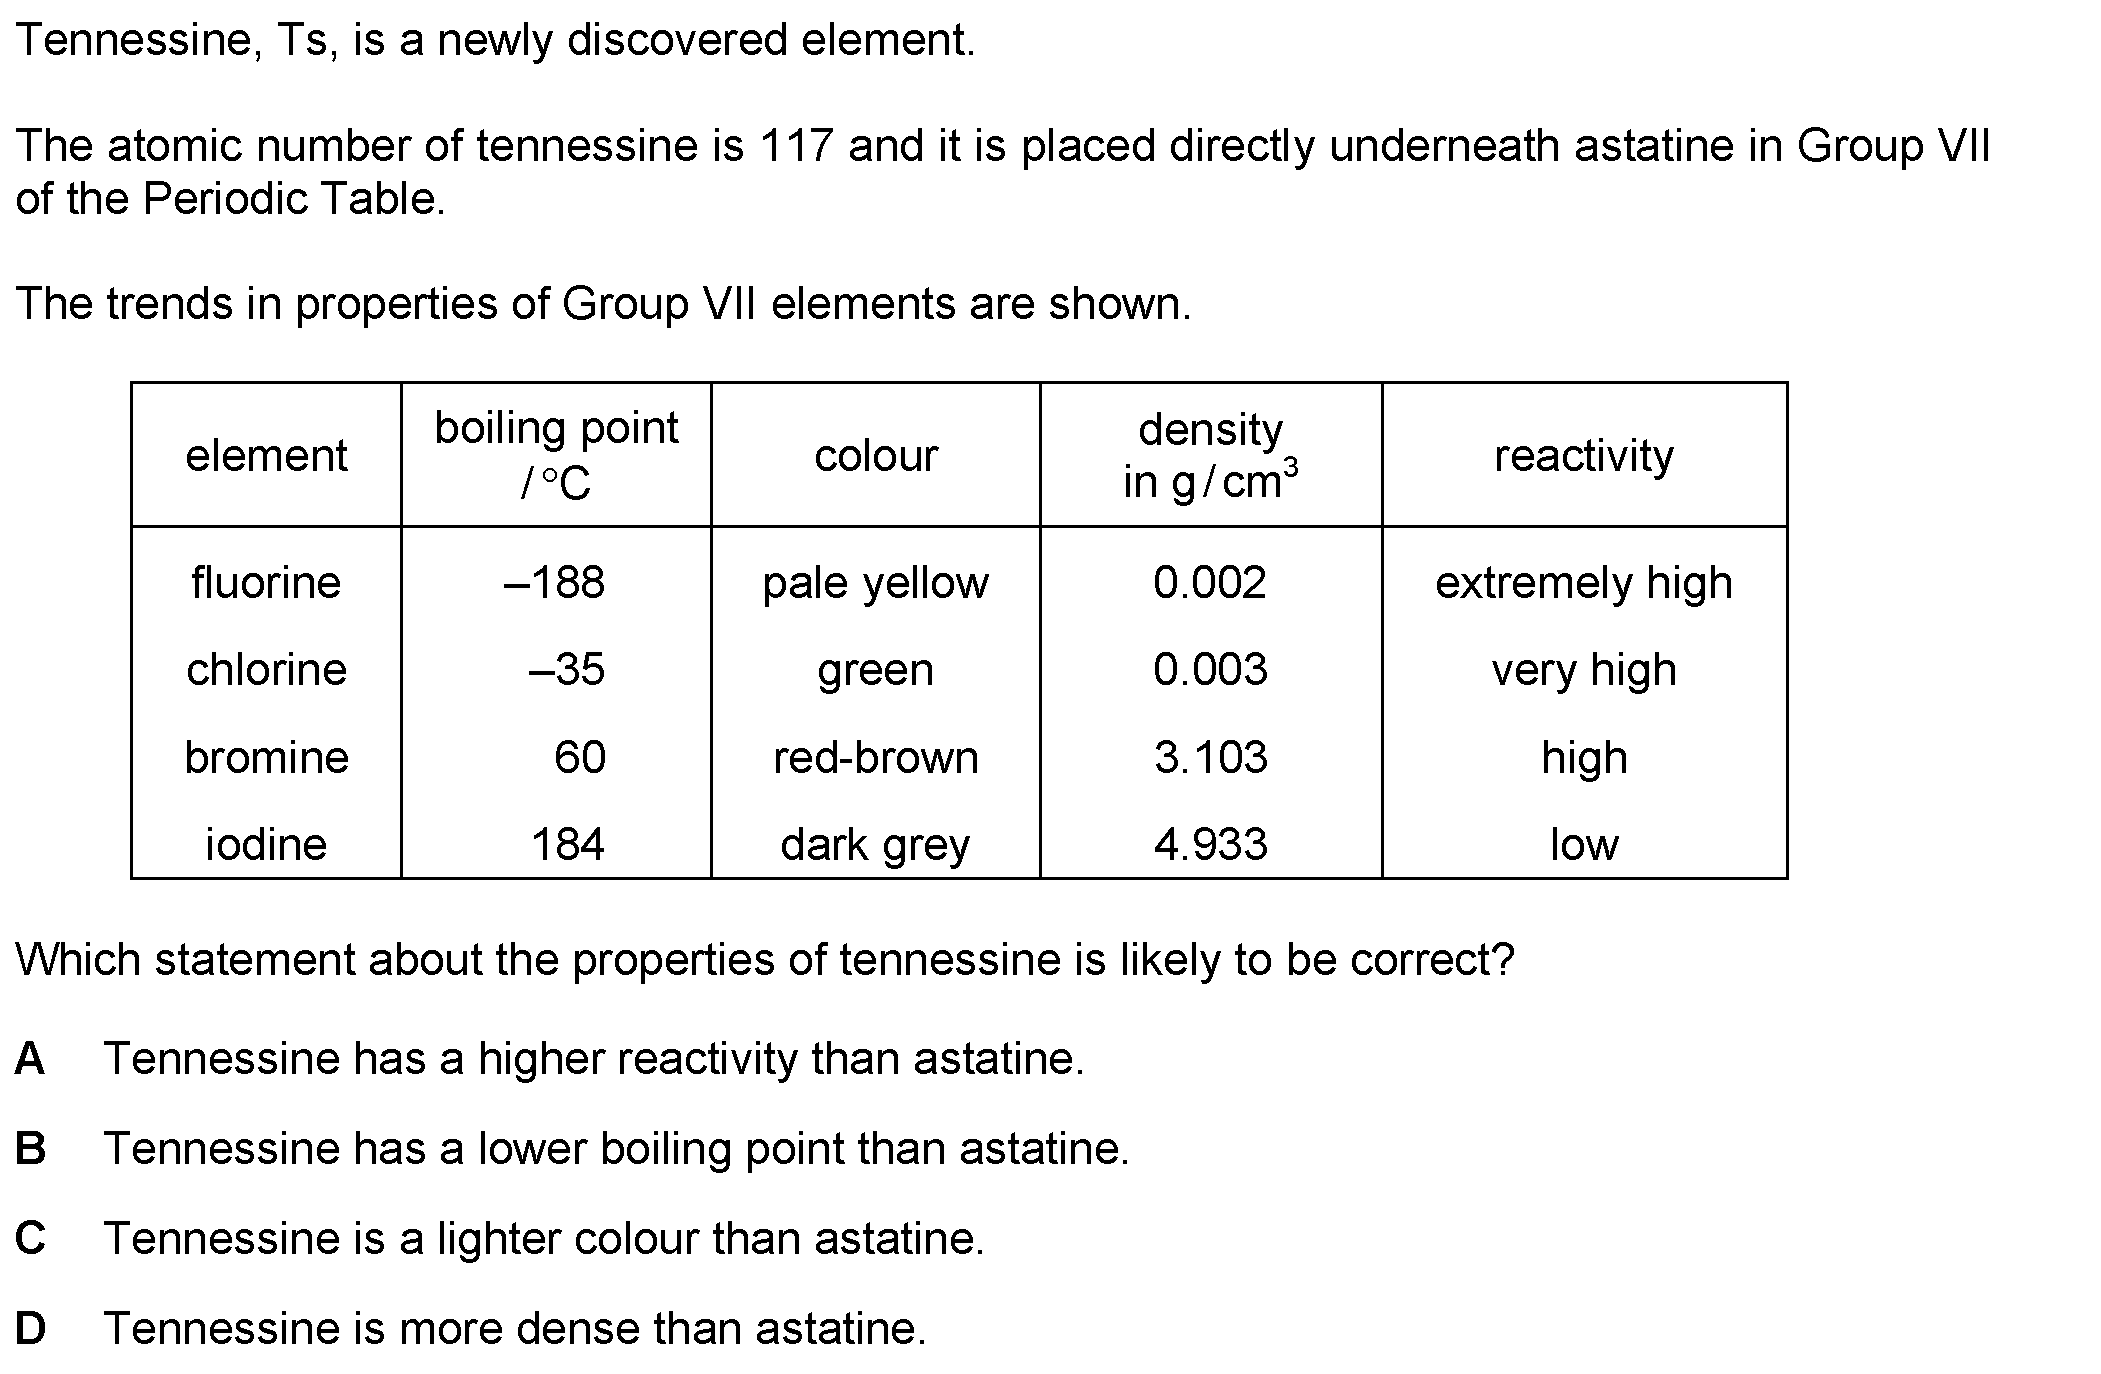 Tennessine, Ts, is a newly discovered element.
The atomic number of tennessine is 117 and it is placed directly underneath astatine in Group VII
of the Periodic Table.
The trends in properties of Group VII elements are shown.
element boiling point / °C colour density in g / cm³ reactivity
fluorine –188 pale yellow 0.002 extremely high
chlorine –35 green 0.003 very high
bromine 60 red-brown 3.103 high
iodine 184 dark grey 4.933 low
Which statement about the properties of tennessine is likely to be correct?
A Tennessine has a higher reactivity than astatine.
B Tennessine has a lower boiling point than astatine.
C Tennessine is a lighter colour than astatine.
D Tennessine is more dense than astatine.